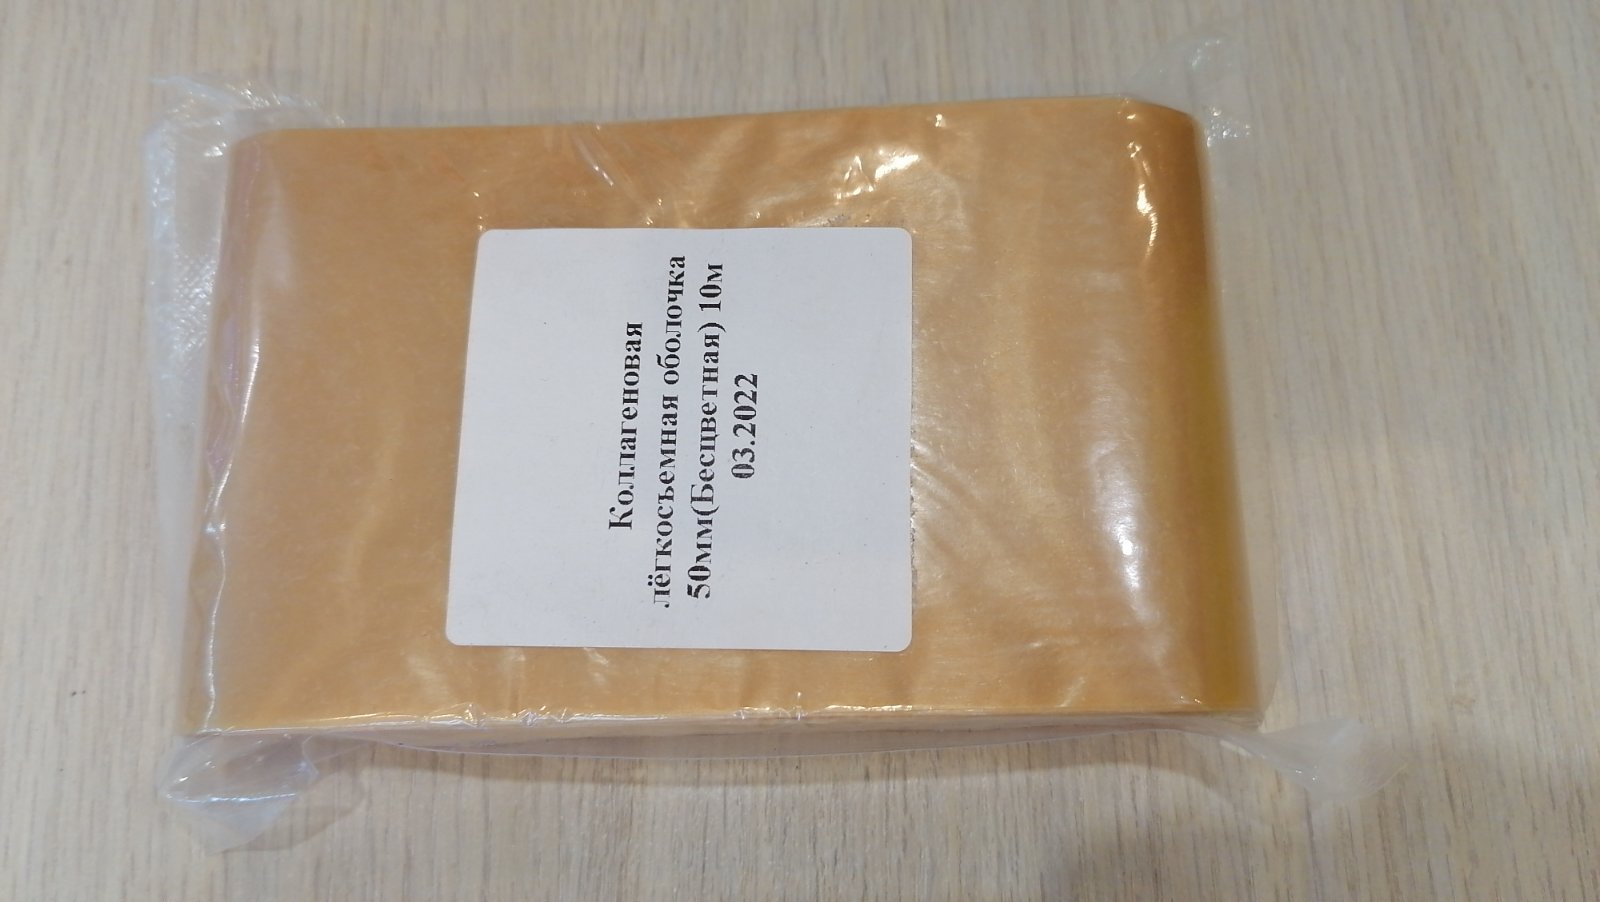 Коллагеновая
лёгкосъемная оболочка
50мм(Бесцветная) 10м
03.2022